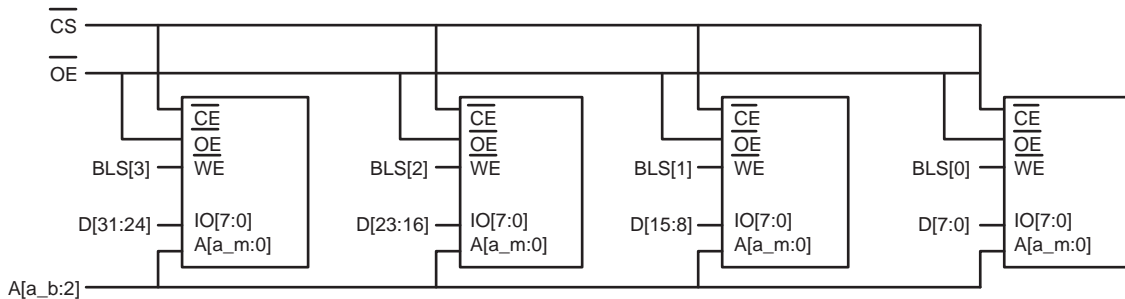 CS
OE
CE
OE
BLS[3] WE
D[31:24] IO[7:0]
A[a_m:0]
CE
OE
BLS[2] WE
D[23:16] IO[7:0]
A[a_m:0]
CE
OE
BLS[1] WE
D[15:8] IO[7:0]
A[a_m:0]
CE
OE
BLS[0] WE
D[7:0] IO[7:0]
A[a_m:0]
A[a_b:2]